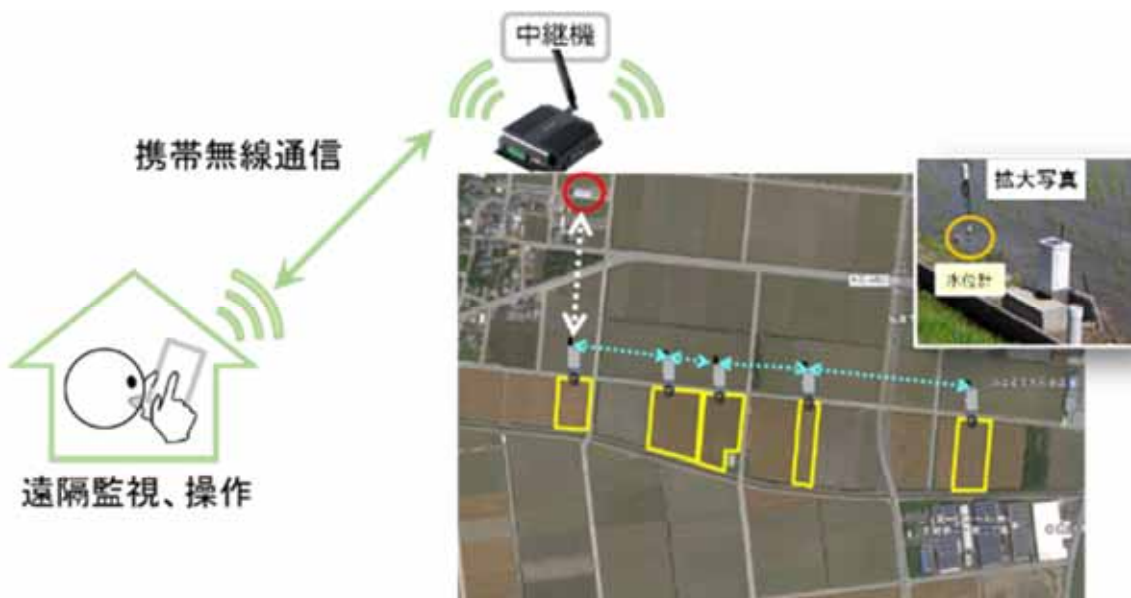 中継機
携帯無線通信
拡大写真
水位計
遠隔監視、操作